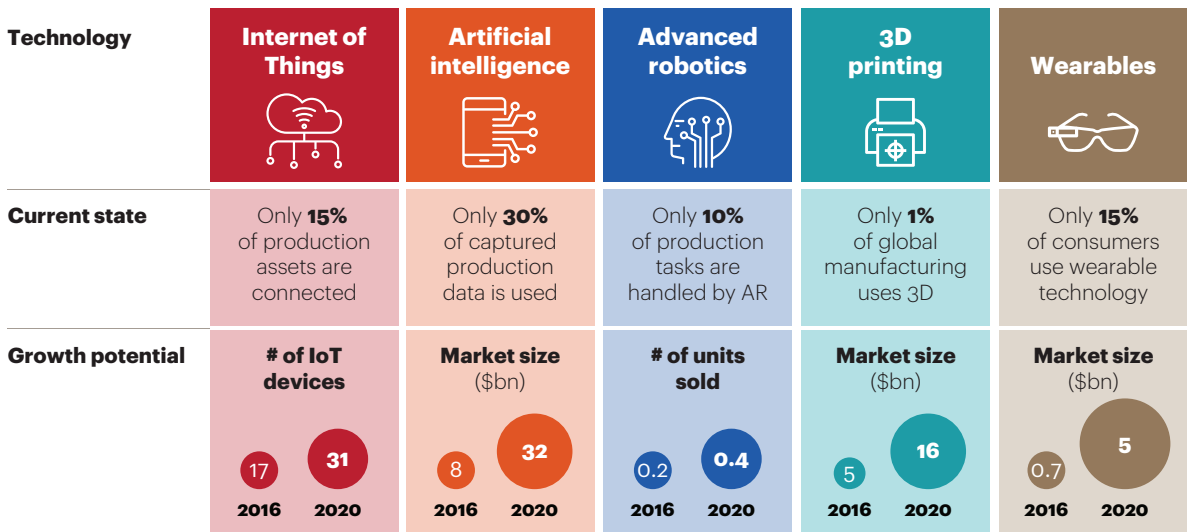 Technology
Internet of
Things
Artificial
intelligence
Advanced
robotics
3D
printing
Wearables
Current state
Only 15%
of production
assets are
connected
Only 30%
of captured
production
data is used
Only 10%
of production
tasks are
handled by AR
Only 1%
of global
manufacturing
uses 3D
Only 15%
of consumers
use wearable
technology
Growth potential
# of IoT
devices
17
31
2016
2020
Market size
($bn)
8
32
2016
2020
# of units
sold
0.2
0.4
2016
2020
Market size
($bn)
5
16
2016
2020
Market size
($bn)
0.7
5
2016
2020